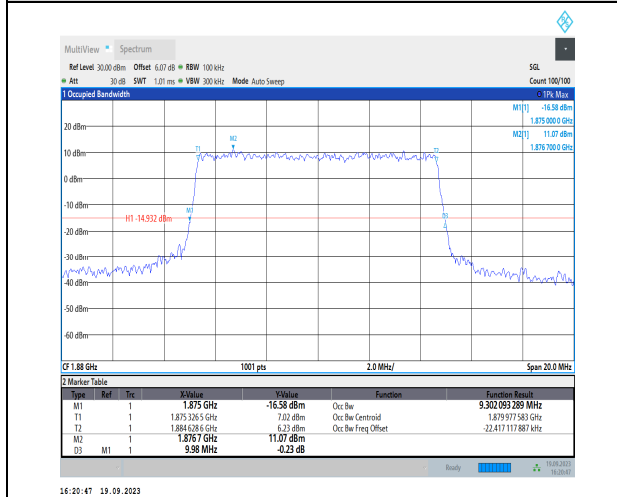 MultiView Spectrum
Ref Level 30.00 dBm Offset 6.07 dB RBW 100 kHz SGL
Att 30 dB SWT 1.01 ms VBW 300 kHz Mode Auto Sweep Count 100/100
1 Occupied Bandwidth 1Pk Max
M1[1] -16.58 dBm
1.875 000 0 GHz
M2[1] 11.07 dBm
1.876 700 0 GHz
20 dBm
M2
T1
T2
10 dBm
0 dBm
-10 dBm
M1
D3
H1 -14.932 dBm
-20 dBm
-30 dBm
-40 dBm
-50 dBm
-60 dBm
CF 1.88 GHz 1001 pts 2.0 MHz/ Span 20.0 MHz
2 Marker Table
Type Ref Trc X-Value Y-Value Function Function Result
M1 1 1.875 GHz -16.58 dBm Occ Bw 9.302 093 289 MHz
T1 1 1.875 326 5 GHz 7.02 dBm Occ Bw Centroid 1.879 977 583 GHz
T2 1 1.884 628 6 GHz 6.23 dBm Occ Bw Freq Offset -22.417 117 887 kHz
M2 1 1.876 7 GHz 11.07 dBm
D3 M1 1 9.98 MHz -0.23 dB
Ready 19.09.2023
16:20:47
16:20:47 19.09.2023